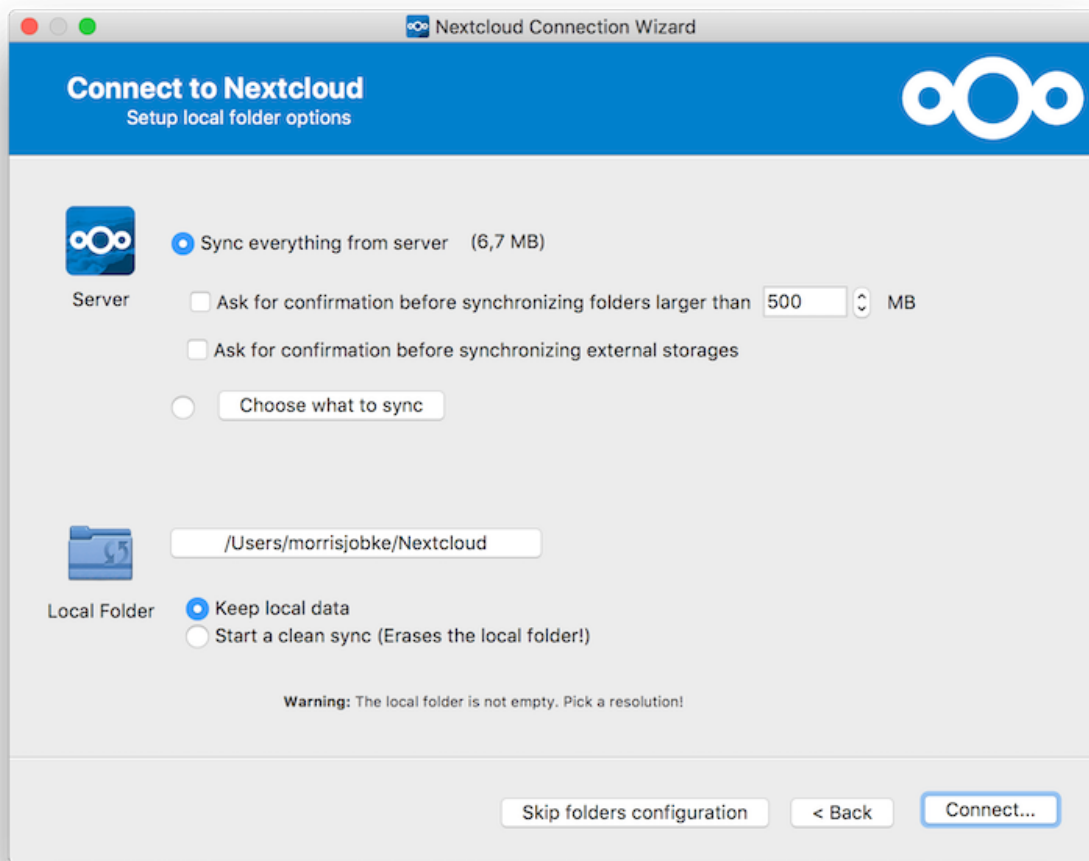 Nextcloud Connection Wizard
Connect to Nextcloud
Setup local folder options
Sync everything from server (6,7 MB)
Server
Ask for confirmation before synchronizing folders larger than 500 MB
Ask for confirmation before synchronizing external storages
Choose what to sync
/Users/morrisjobke/Nextcloud
Local Folder
Keep local data
Start a clean sync (Erases the local folder!)
Warning: The local folder is not empty. Pick a resolution!
Skip folders configuration < Back Connect...